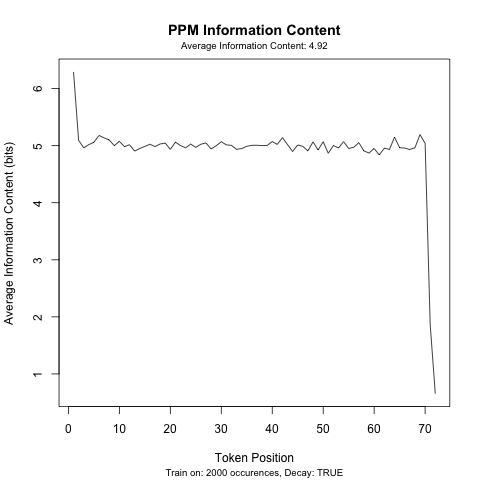 PPM Information Content
Average Information Content: 4.92
Average Information Content (bits)
6
5
4
3
2
1
0 10 20 30 40 50 60 70
Token Position
Train on: 2000 occurences, Decay: TRUE